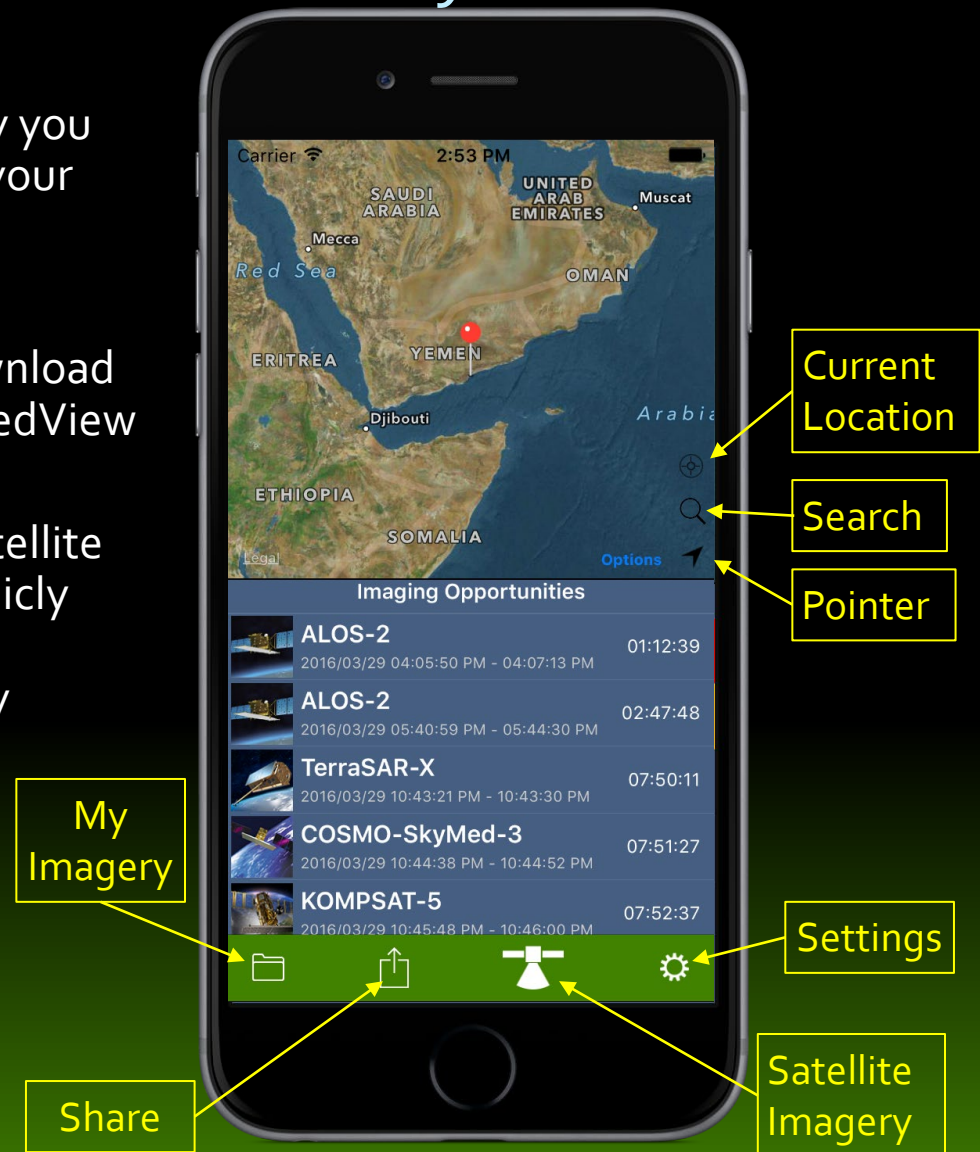 y you
your
wnload
edView
tellite
icly
y
Carrier 2:53 PM
SAUDI
ARABIA
UNITED
ARAB
EMIRATES
Muscat
Mecca
Red Sea
OMAN
ERITREA
YEMEN
Djibouti
Arabia
ETHIOPIA
SOMALIA
Legal
Options
Imaging Opportunities
ALOS-2
2016/03/29 04:05:50 PM - 04:07:13 PM
01:12:39
ALOS-2
2016/03/29 05:40:59 PM - 05:44:30 PM
02:47:48
TerraSAR-X
2016/03/29 10:43:21 PM - 10:43:30 PM
07:50:11
COSMO-SkyMed-3
2016/03/29 10:44:38 PM - 10:44:52 PM
07:51:27
KOMPSAT-5
2016/03/29 10:45:48 PM - 10:46:00 PM
07:52:37
Current
Location
Search
Pointer
My
Imagery
Settings
Share
Satellite
Imagery